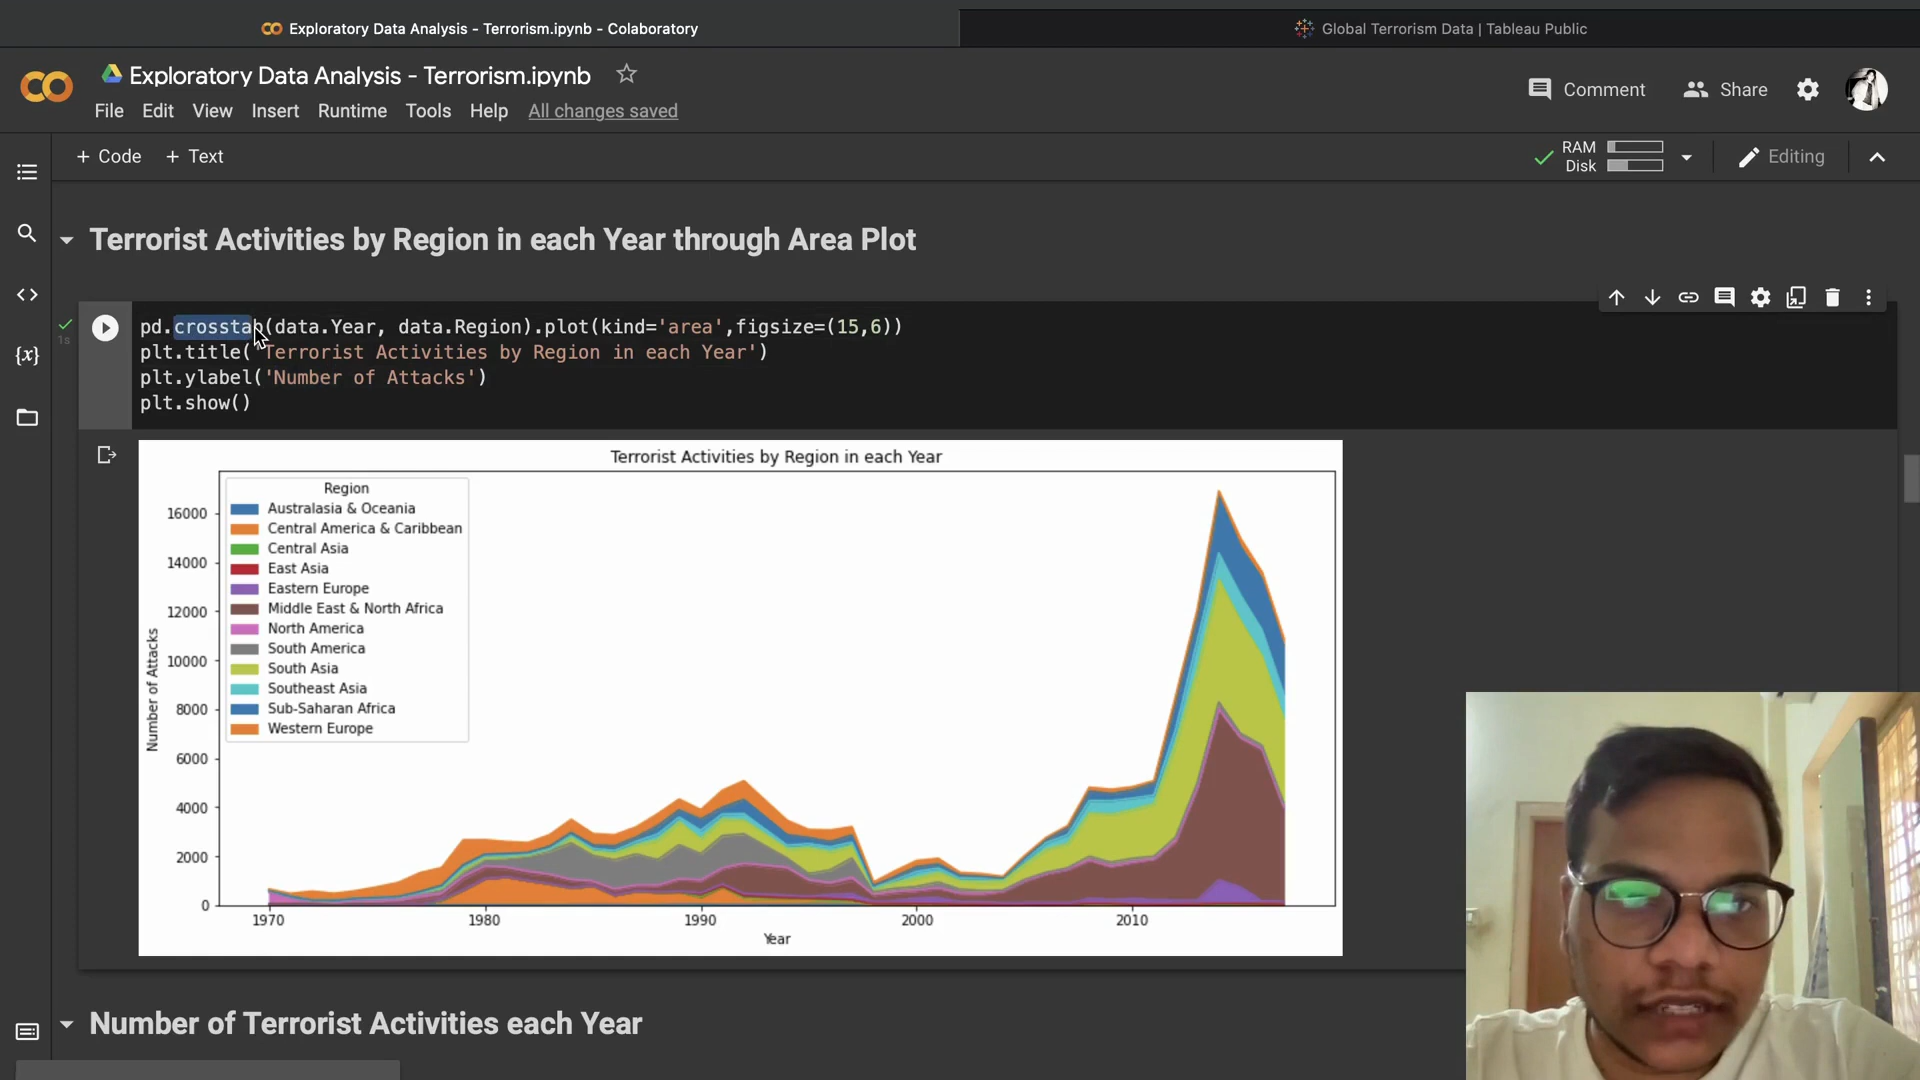 Exploratory Data Analysis - Terrorism.ipynb - Colaboratory
Global Terrorism Data | Tableau Public
Exploratory Data Analysis - Terrorism.ipynb
File Edit View Insert Runtime Tools Help All changes saved
Comment Share
+ Code + Text
RAM
Disk
Editing
Terrorist Activities by Region in each Year through Area Plot
1s
pd.crosstab(data.Year, data.Region).plot(kind='area',figsize=(15,6))
plt.title('Terrorist Activities by Region in each Year')
plt.ylabel('Number of Attacks')
plt.show()
Terrorist Activities by Region in each Year
Region
Australasia & Oceania
Central America & Caribbean
Central Asia
East Asia
Eastern Europe
Middle East & North Africa
North America
South America
South Asia
Southeast Asia
Sub-Saharan Africa
Western Europe
Number of Attacks
16000
14000
12000
10000
8000
6000
4000
2000
0
1970 1980 1990 2000 2010
Year
Number of Terrorist Activities each Year